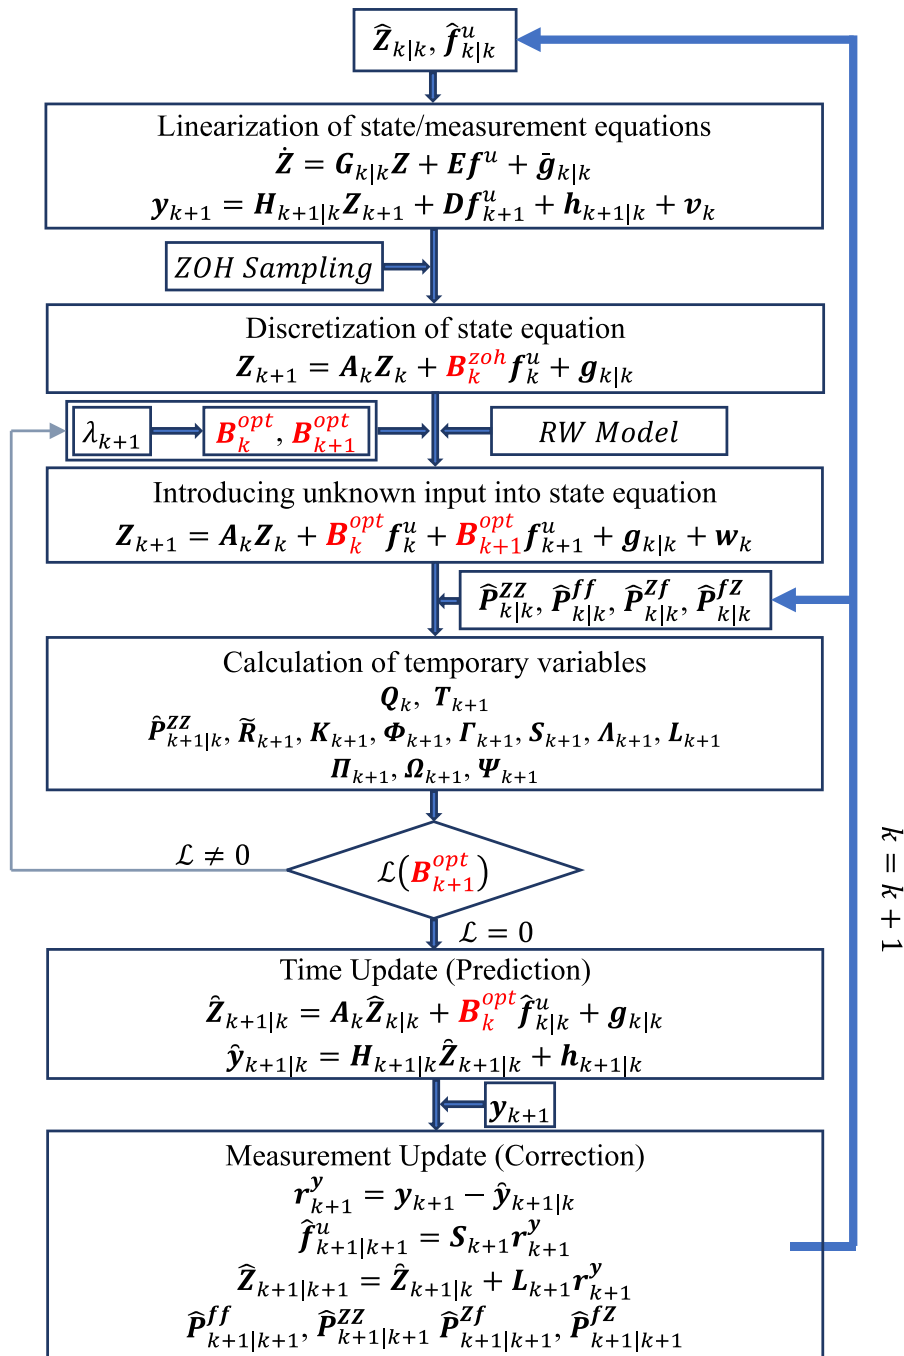 Ẑ_{k|k}, f̂^u_{k|k}
Linearization of state/measurement equations
Ż = G_{k|k}Z + Ef^u + ḡ_{k|k}
y_{k+1} = H_{k+1|k}Z_{k+1} + Df^u_{k+1} + h_{k+1|k} + v_k
ZOH Sampling
Discretization of state equation
Z_{k+1} = A_kZ_k + B^{zoh}_k f^u_k + g_{k|k}
λ_{k+1}
B^{opt}_k, B^{opt}_{k+1}
RW Model
Introducing unknown input into state equation
Z_{k+1} = A_kZ_k + B^{opt}_k f^u_k + B^{opt}_{k+1} f^u_{k+1} + g_{k|k} + w_k
P̂^{ZZ}_{k|k}, P̂^{ff}_{k|k}, P̂^{Zf}_{k|k}, P̂^{fZ}_{k|k}
Calculation of temporary variables
Q_k, T_{k+1}
P̂^{ZZ}_{k+1|k}, R̃_{k+1}, K_{k+1}, Φ_{k+1}, Γ_{k+1}, S_{k+1}, Λ_{k+1}, L_{k+1}
Π_{k+1}, Ω_{k+1}, Ψ_{k+1}
ℒ ≠ 0
ℒ(B^{opt}_{k+1})
ℒ = 0
k = k + 1
Time Update (Prediction)
Ẑ_{k+1|k} = A_kẐ_{k|k} + B^{opt}_k f̂^u_{k|k} + g_{k|k}
ŷ_{k+1|k} = H_{k+1|k}Ẑ_{k+1|k} + h_{k+1|k}
y_{k+1}
Measurement Update (Correction)
r^y_{k+1} = y_{k+1} − ŷ_{k+1|k}
f̂^u_{k+1|k+1} = S_{k+1}r^y_{k+1}
Ẑ_{k+1|k+1} = Ẑ_{k+1|k} + L_{k+1}r^y_{k+1}
P̂^{ff}_{k+1|k+1}, P̂^{ZZ}_{k+1|k+1} P̂^{Zf}_{k+1|k+1}, P̂^{fZ}_{k+1|k+1}